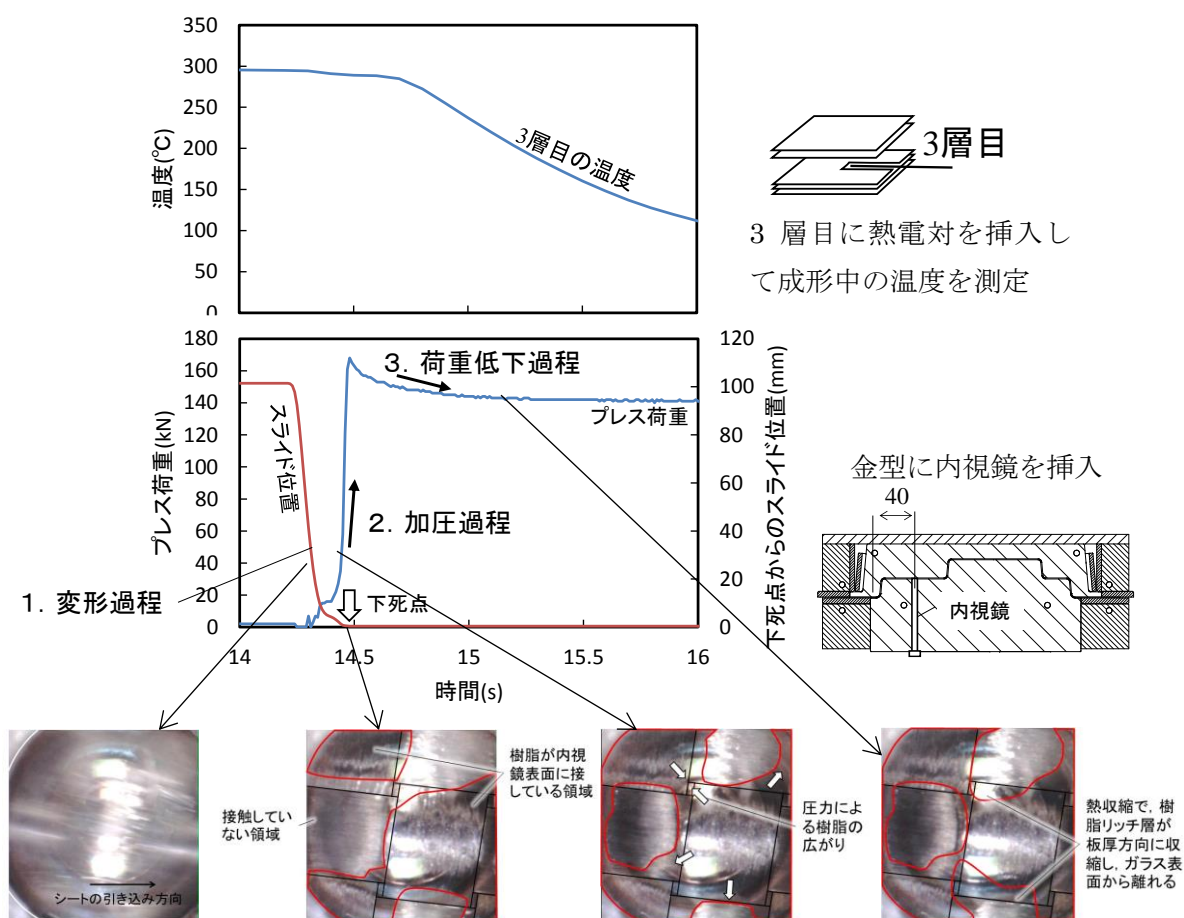 350
300
250
200
150
100
50
0
温度(℃)
3層目の温度
3層目
3 層目に熱電対を挿入し
て成形中の温度を測定
180
160
140
120
100
80
60
40
20
0
プレス荷重(kN)
120
100
80
60
40
20
0
下死点からのスライド位置(mm)
3．荷重低下過程
プレス荷重
スライド位置
2．加圧過程
1．変形過程
下死点
14
14.5
15
15.5
16
時間(s)
金型に内視鏡を挿入
40
内視鏡
シートの引き込み方向
接触してい
ない領域
樹脂が内視
鏡表面に接
している領域
圧力によ
る樹脂の
広がり
熱収縮で，樹
脂リッチ層が
板厚方向に収
縮し，ガラス表
面から離れる